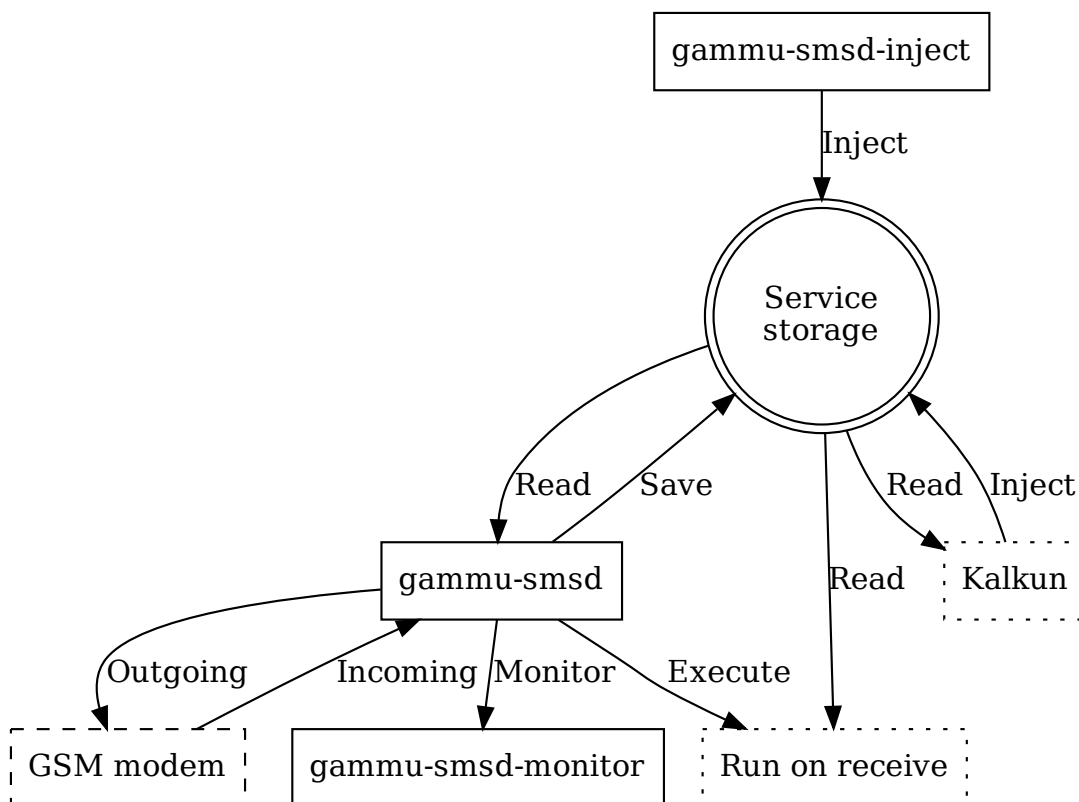 gammu-smsd-inject
Inject
Service
storage
Read
Save
Read
Inject
gammu-smsd
Read
Kalkun
Outgoing
Incoming
Monitor
Execute
GSM modem
gammu-smsd-monitor
Run on receive